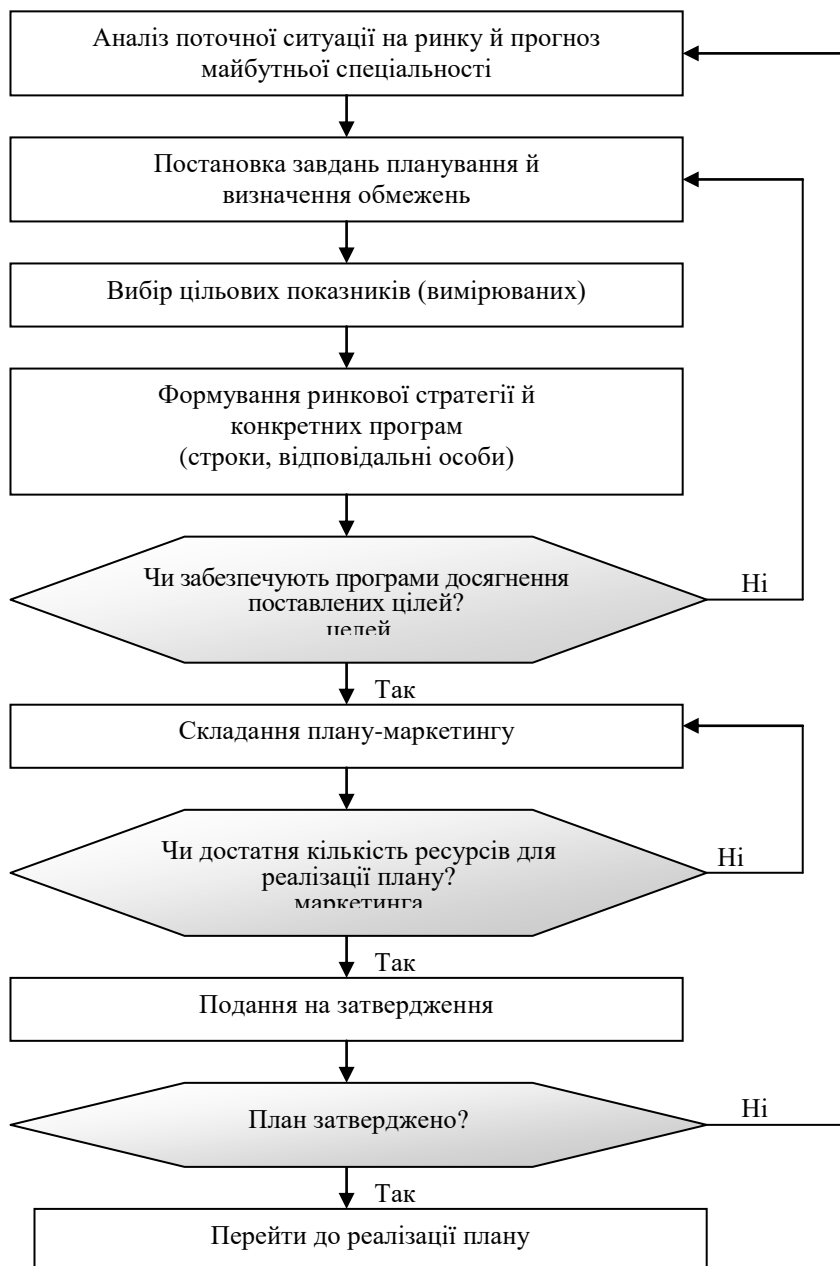 Аналіз поточної ситуації на ринку й прогноз
майбутньої спеціальності
Постановка завдань планування й
визначення обмежень
Вибір цільових показників (вимірюваних)
Формування ринкової стратегії й
конкретних програм
(строки, відповідальні особи)
Чи забезпечують програми досягнення
поставлених цілей?
целей
Ні
Так
Складання плану-маркетингу
Чи достатня кількість ресурсів для
реалізації плану?
маркетинга
Ні
Так
Подання на затвердження
План затверджено?
Ні
Так
Перейти до реалізації плану